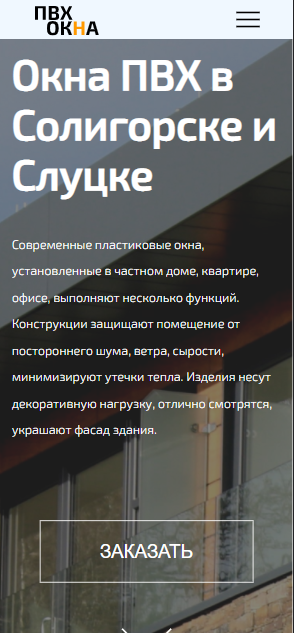 ПВХ
ОКНА
Окна ПВХ в
Солигорске и
Слуцке
Современные пластиковые окна,
установленные в частном доме, квартире,
офисе, выполняют несколько функций.
Конструкции защищают помещение от
постороннего шума, ветра, сырости,
минимизируют утечки тепла. Изделия несут
декоративную нагрузку, отлично смотрятся,
украшают фасад здания.
ЗАКАЗАТЬ